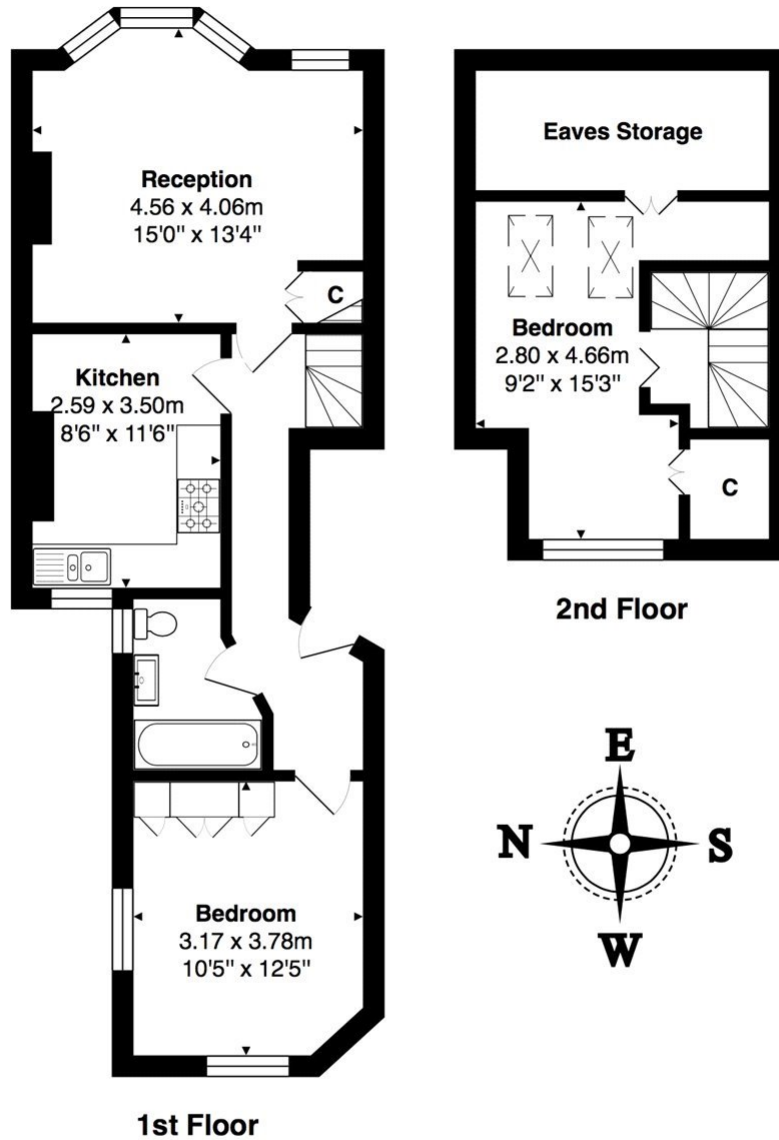 Reception
4.56 x 4.06m
15'0" x 13'4"
C
Kitchen
2.59 x 3.50m
8'6" x 11'6"
Bedroom
3.17 x 3.78m
10'5" x 12'5"
1st Floor
Eaves Storage
Bedroom
2.80 x 4.66m
9'2" x 15'3"
C
2nd Floor
E
N
S
W